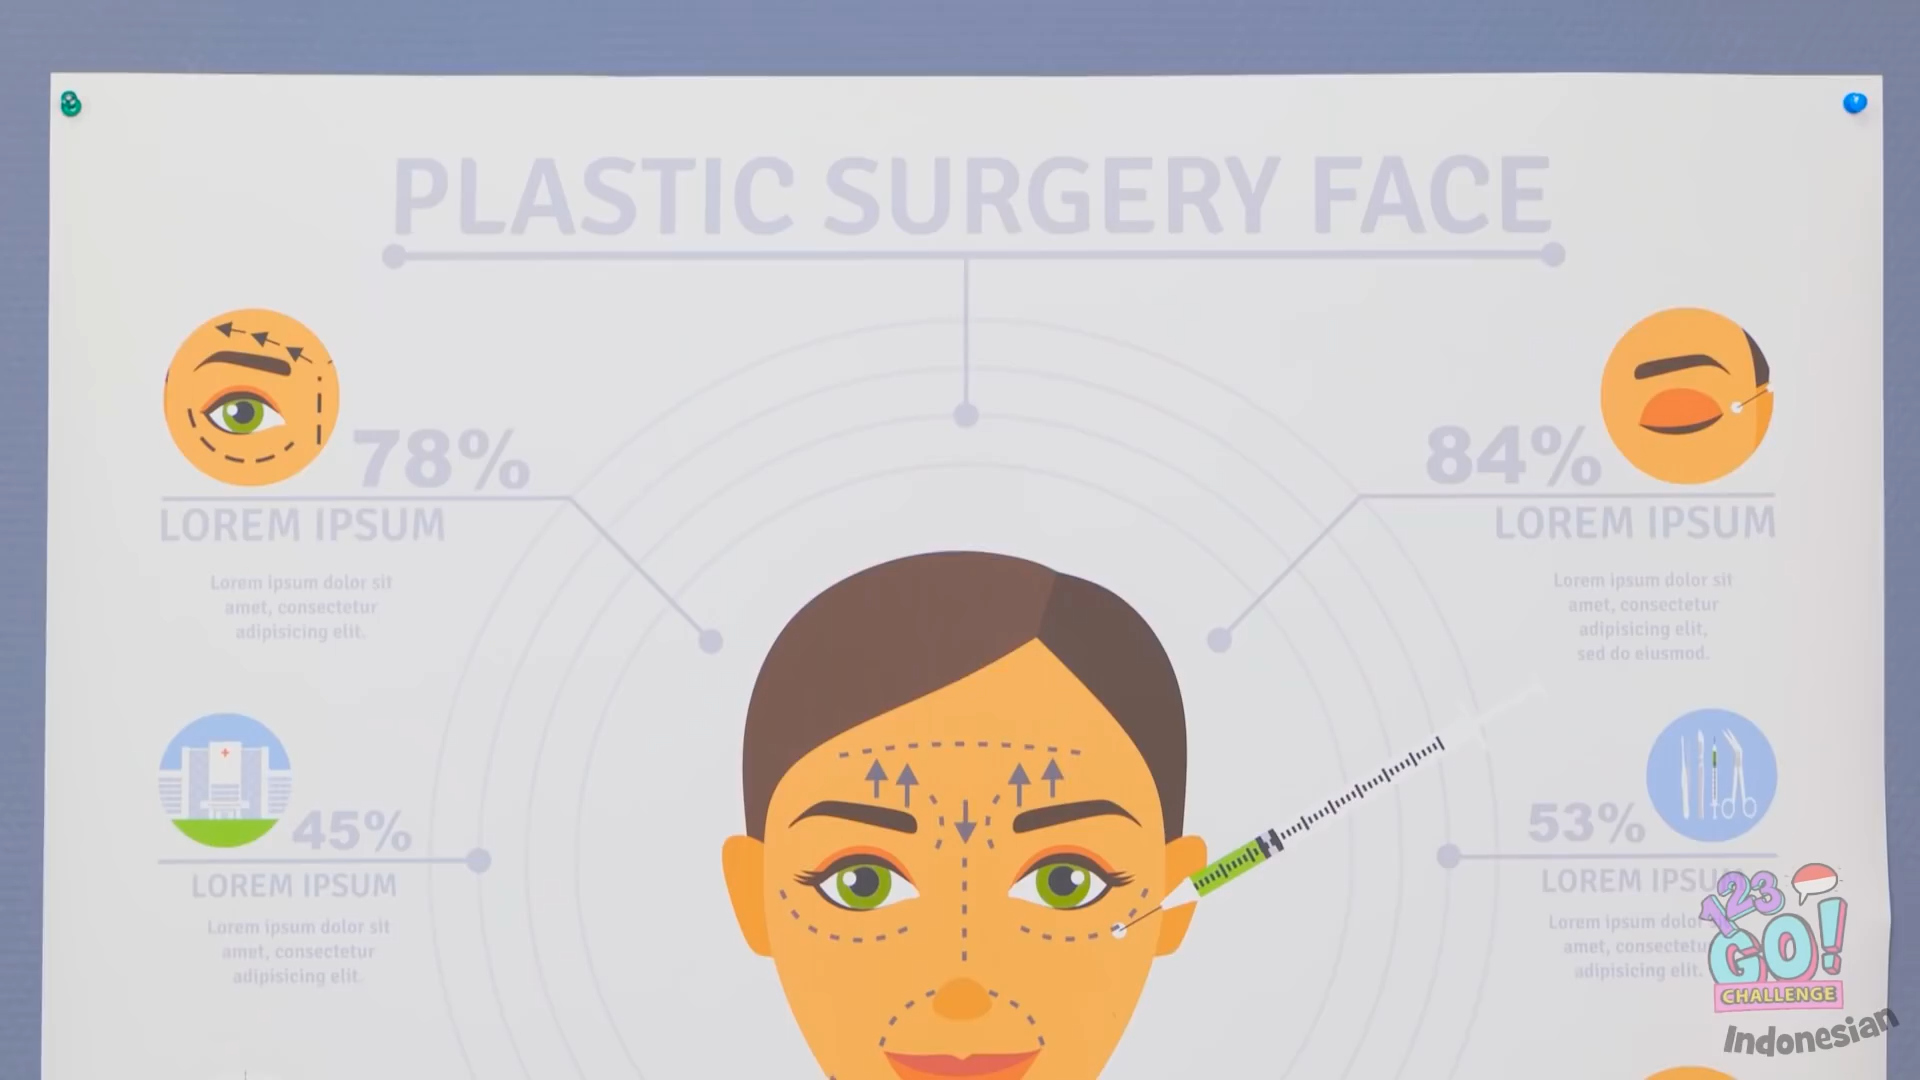 PLASTIC SURGERY FACE
78%
LOREM IPSUM
Lorem ipsum dolor sit
amet, consectetur
adipisicing elit.
84%
LOREM IPSUM
Lorem ipsum dolor sit
amet, consectetur
adipisicing elit,
sed do eiusmod.
45%
LOREM IPSUM
Lorem ipsum dolor sit
amet, consectetur
adipisicing elit.
53%
LOREM IPSUM
Lorem ipsum dolor
amet, consectetu
adipisicing elit.
123
GO!
CHALLENGE
Indonesian